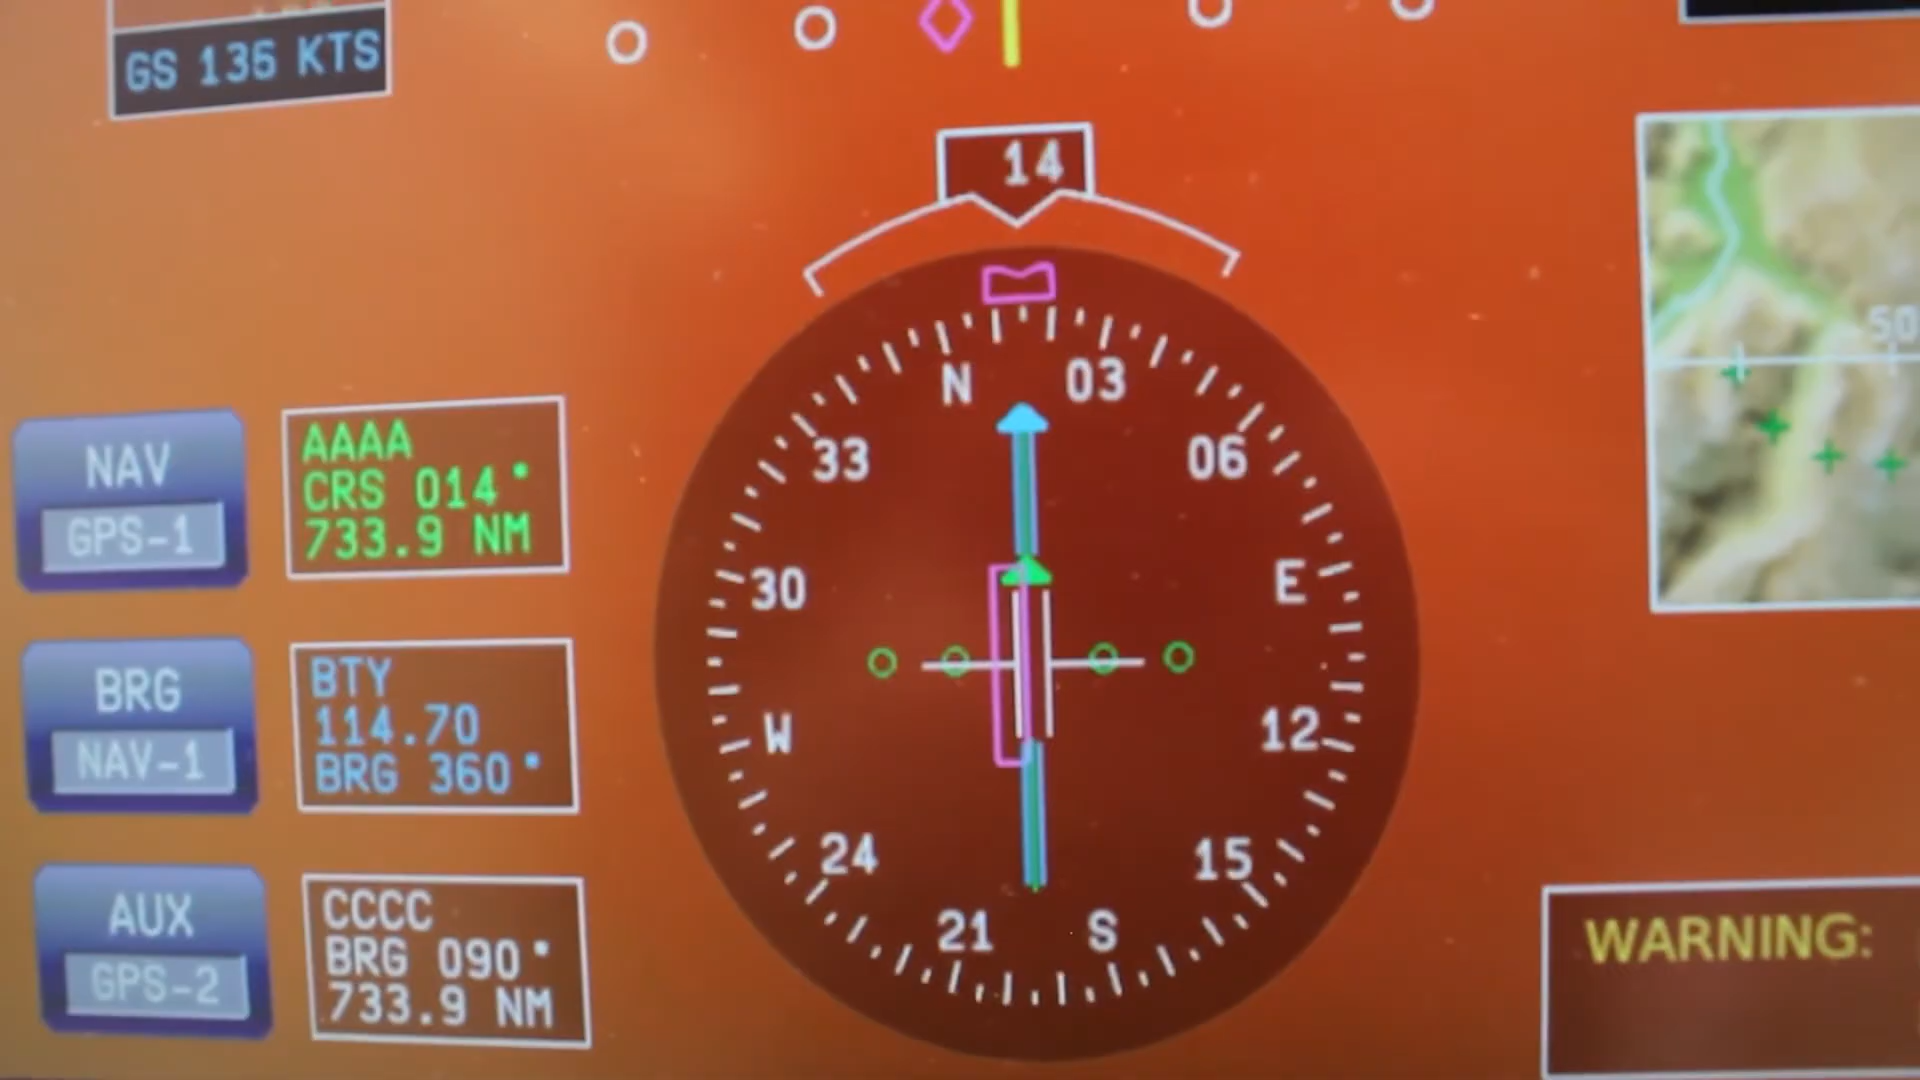 GS 136 KTS
14
N
03
33
06
30
E
W
12
24
15
21
S
NAV
GPS-1
AAAA
CRS 014°
733.9 NM
BRG
NAV-1
BTY
114.70
BRG 360°
AUX
GPS-2
CCCC
BRG 090°
733.9 NM
50
WARNING: